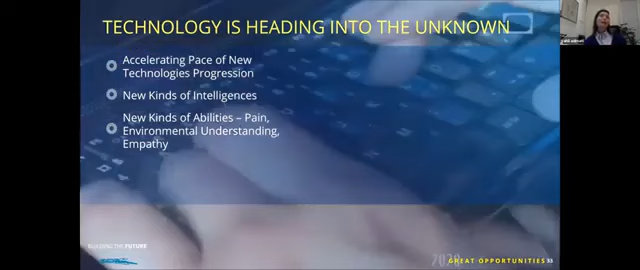 TECHNOLOGY IS HEADING INTO THE UNKNOWN
Accelerating Pace of New
Technologies Progression
New Kinds of Intelligences
New Kinds of Abilities – Pain,
Environmental Understanding,
Empathy
BUILDING THE FUTURE
2020
GREAT OPPORTUNITIES